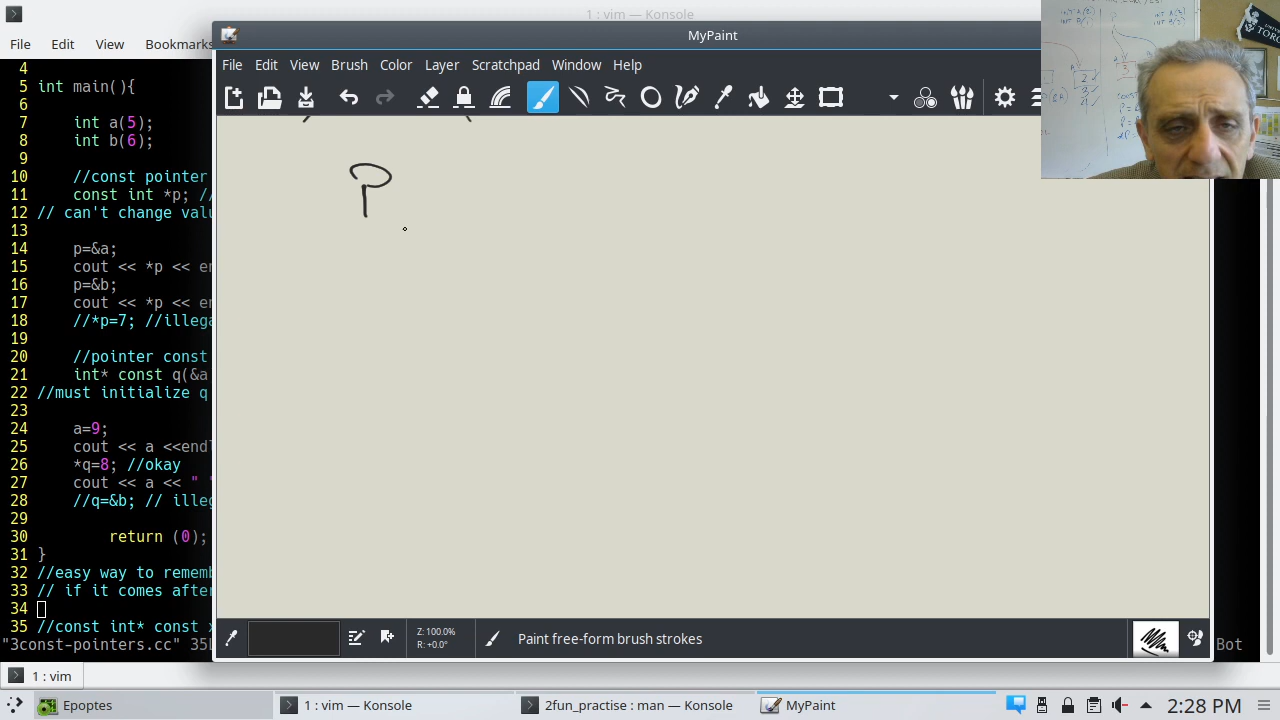 1 : vim — Konsole
File Edit View Bookmarks
MyPaint
File Edit View Brush Color Layer Scratchpad Window Help
P
4
5 int main(){
6
7 int a(5);
8 int b(6);
9
10 //const pointer
11 const int *p; //
12 // can't change valu
13
14 p=&a;
15 cout << *p << en
16 p=&b;
17 cout << *p << en
18 //*p=7; //illega
19
20 //pointer const
21 int* const q(&a
22 //must initialize q
23
24 a=9;
25 cout << a <<endl
26 *q=8; //okay
27 cout << a << " "
28 //q=&b; // illeg
29
30 return (0);
31 }
32 //easy way to rememb
33 // if it comes after
34
35 //const int* const x
"3const-pointers.cc" 35L
Bot
Z: 100.0%
R: +0.0°
Paint free-form brush strokes
1 : vim
Epoptes
1 : vim — Konsole
2fun_practise : man — Konsole
MyPaint
2:28 PM